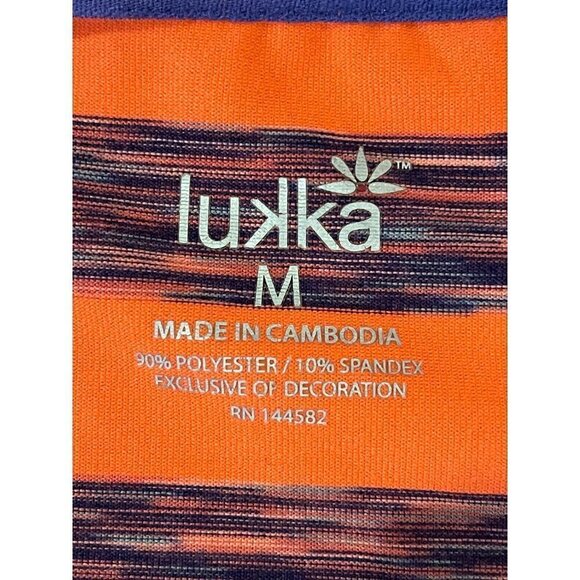 lukka™
M
MADE IN CAMBODIA
90% POLYESTER / 10% SPANDEX
EXCLUSIVE OF DECORATION
RN 144582